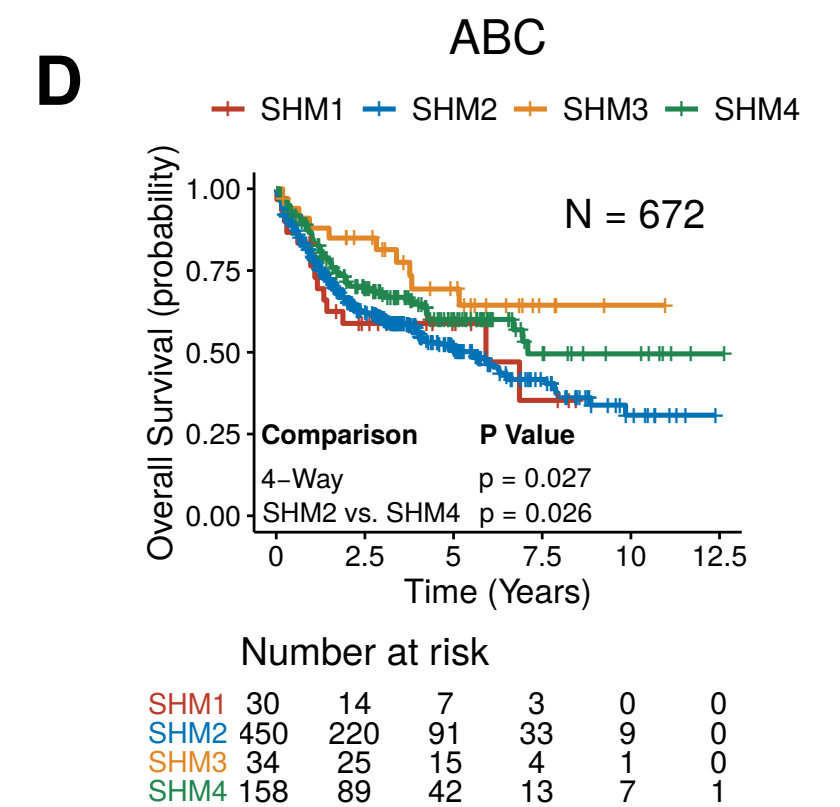 ABC
D
SHM1 SHM2 SHM3 SHM4
Overall Survival (probability)
1.00
0.75
0.50
0.25
0.00
N = 672
Comparison P Value
4−Way p = 0.027
SHM2 vs. SHM4 p = 0.026
0 2.5 5 7.5 10 12.5
Time (Years)
Number at risk
SHM1 30 14 7 3 0 0
SHM2 450 220 91 33 9 0
SHM3 34 25 15 4 1 0
SHM4 158 89 42 13 7 1